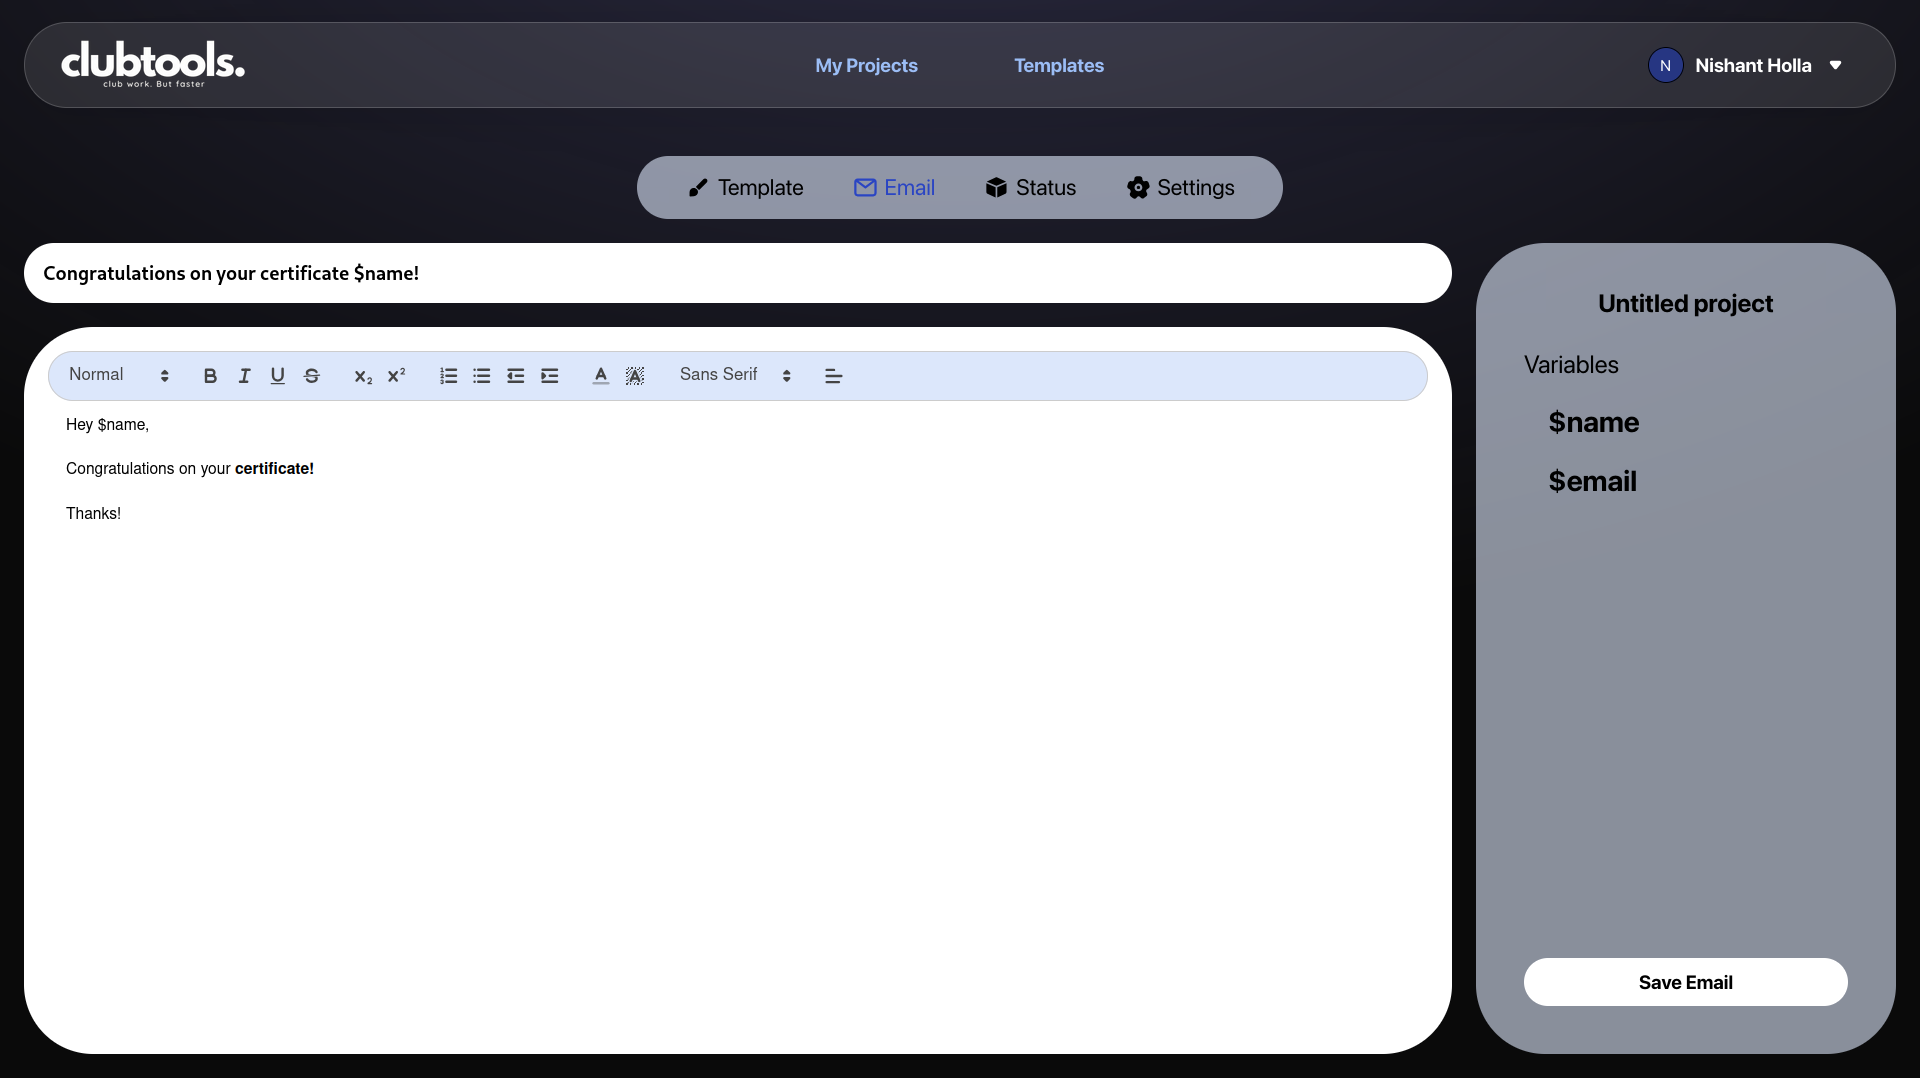 clubtools.
club work. But faster
My Projects
Templates
N
Nishant Holla
Template
Email
Status
Settings
Congratulations on your certificate $name!
Normal
Sans Serif
Hey $name,
Congratulations on your certificate!
Thanks!
Untitled project
Variables
$name
$email
Save Email